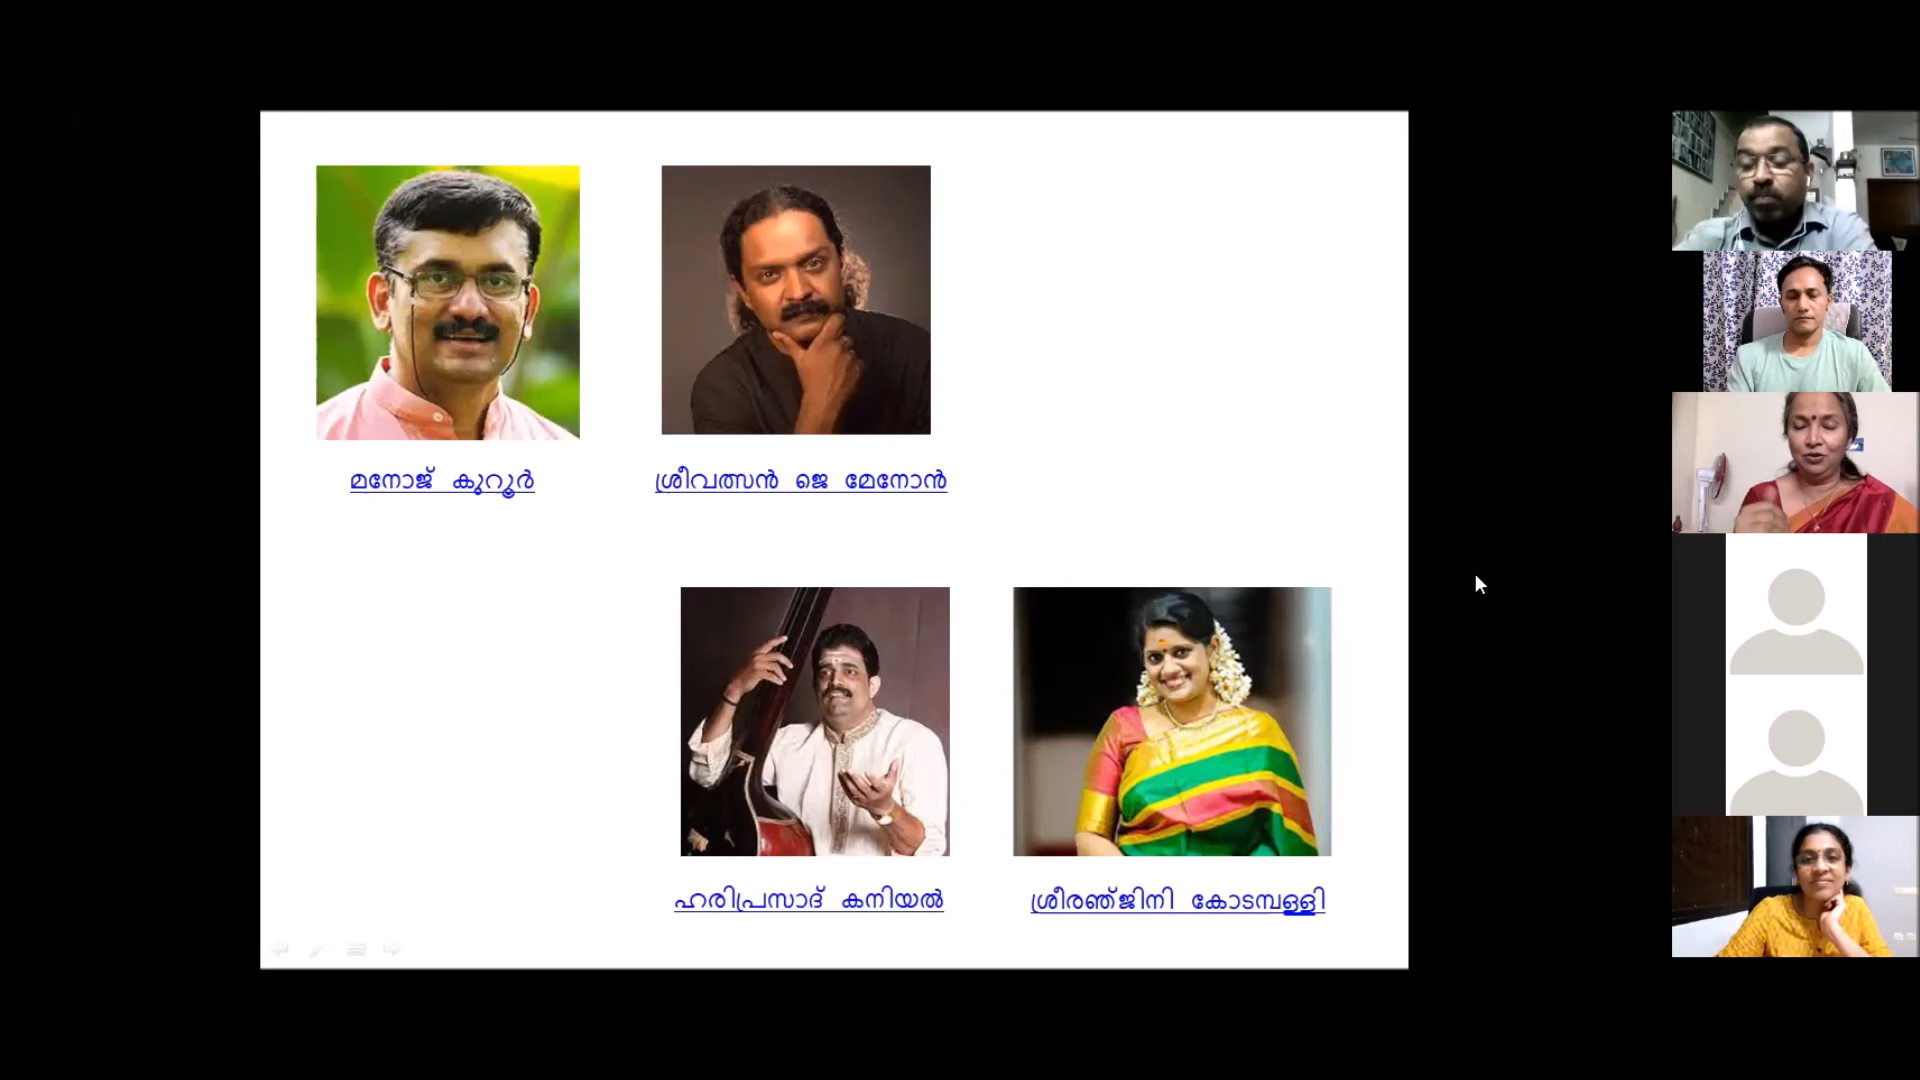 മനോജ് കുറൂർ
ശ്രീവത്സൻ ജെ മേനോൻ
ഹരിപ്രസാദ് കനിയൽ
ശ്രീരഞ്ജിനി കോടമ്പള്ളി